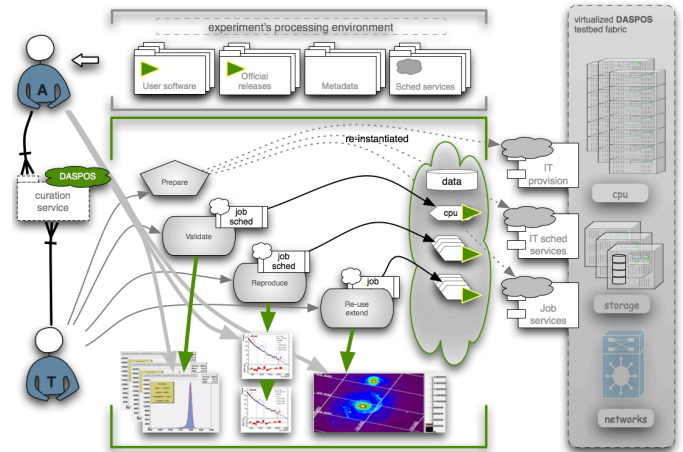 experiment's processing environment
User software
Official
releases
Metadata
Sched services
virtualized DASPOS
testbed fabric
A
re-instantiated
DASPOS
curation
service
Prepare
data
IT
provision
cpu
job
sched
cpu
Validate
IT sched
services
job
sched
Reproduce
job
Re-use
extend
storage
Job
services
T
networks